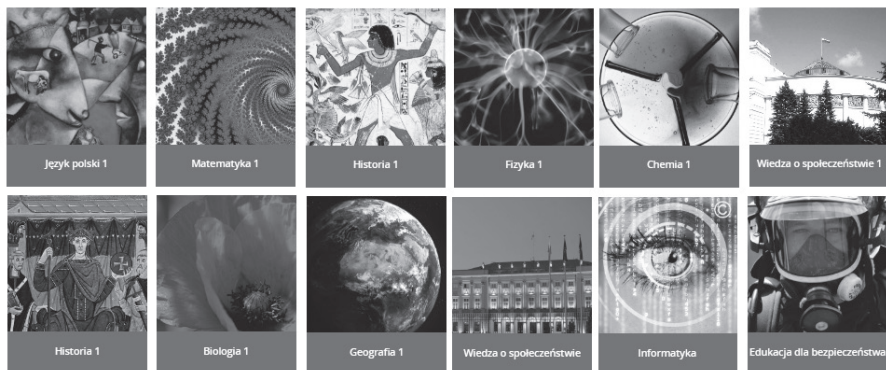 Język polski 1
Matematyka 1
Historia 1
Fizyka 1
Chemia 1
Wiedza o społeczeństwie 1
©
Historia 1
Biologia 1
Geografia 1
Wiedza o społeczeństwie
Informatyka
Edukacja dla bezpieczeństwa